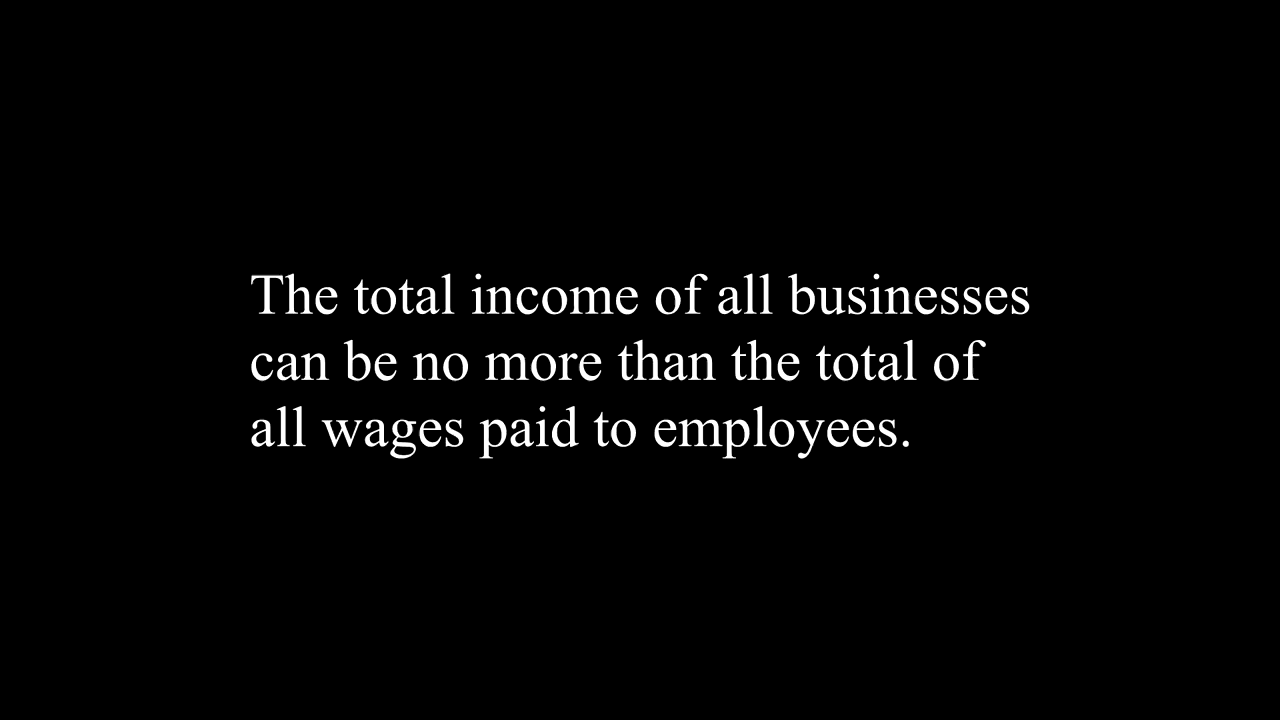 The total income of all businesses
can be no more than the total of
all wages paid to employees.